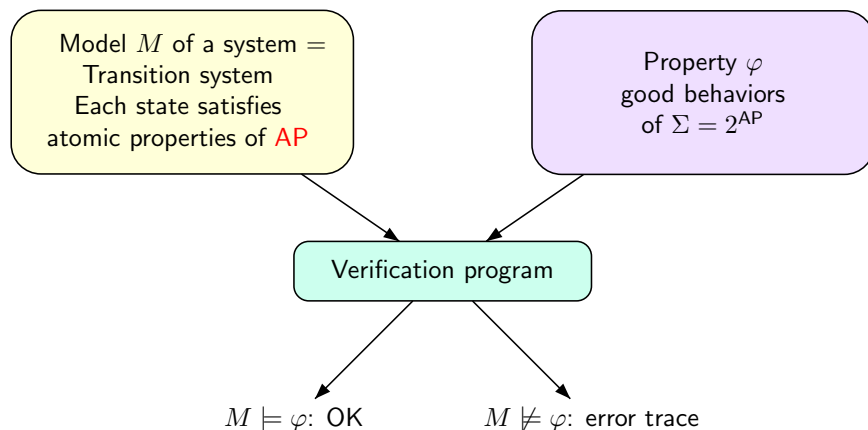 Model M of a system =
Transition system
Each state satisfies
atomic properties of AP
Property φ
good behaviors
of Σ = 2^AP
Verification program
M ⊨ φ: OK
M ⊭ φ: error trace